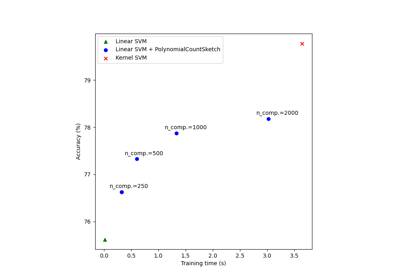 Linear SVM
Linear SVM + PolynomialCountSketch
Kernel SVM
79
n_comp.=2000
78
n_comp.=1000
n_comp.=500
77
n_comp.=250
76
Accuracy (%)
0.0 0.5 1.0 1.5 2.0 2.5 3.0 3.5
Training time (s)